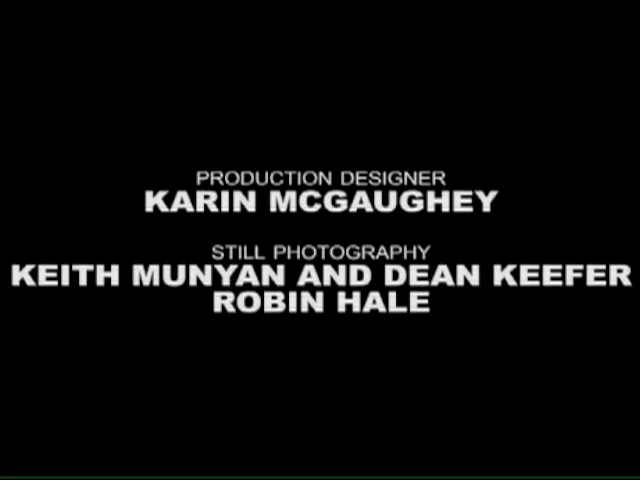 PRODUCTION DESIGNER
KARIN MCGAUGHEY
STILL PHOTOGRAPHY
KEITH MUNYAN AND DEAN KEEFER
ROBIN HALE